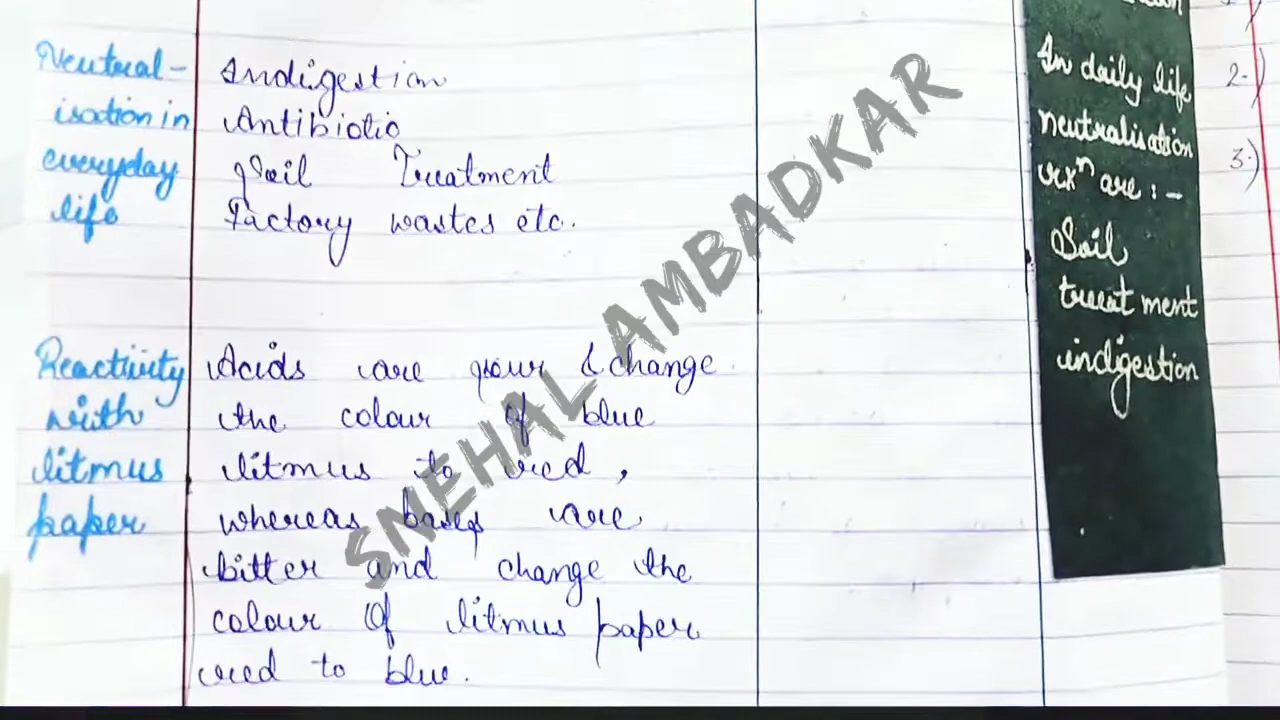 Neutral-
isation in
everyday
life
Indigestion
Antibiotic
Soil Treatment
Factory wastes etc.
Reactivity
with
litmus
paper
Acids are sour & change
the colour of blue
litmus to red,
whereas bases are
bitter and change the
colour of litmus paper
red to blue.
SNEHAL AMBADKAR
In daily life
neutralisation
rxⁿ are :-
Soil
treatment
indigestion
2.)
3.)